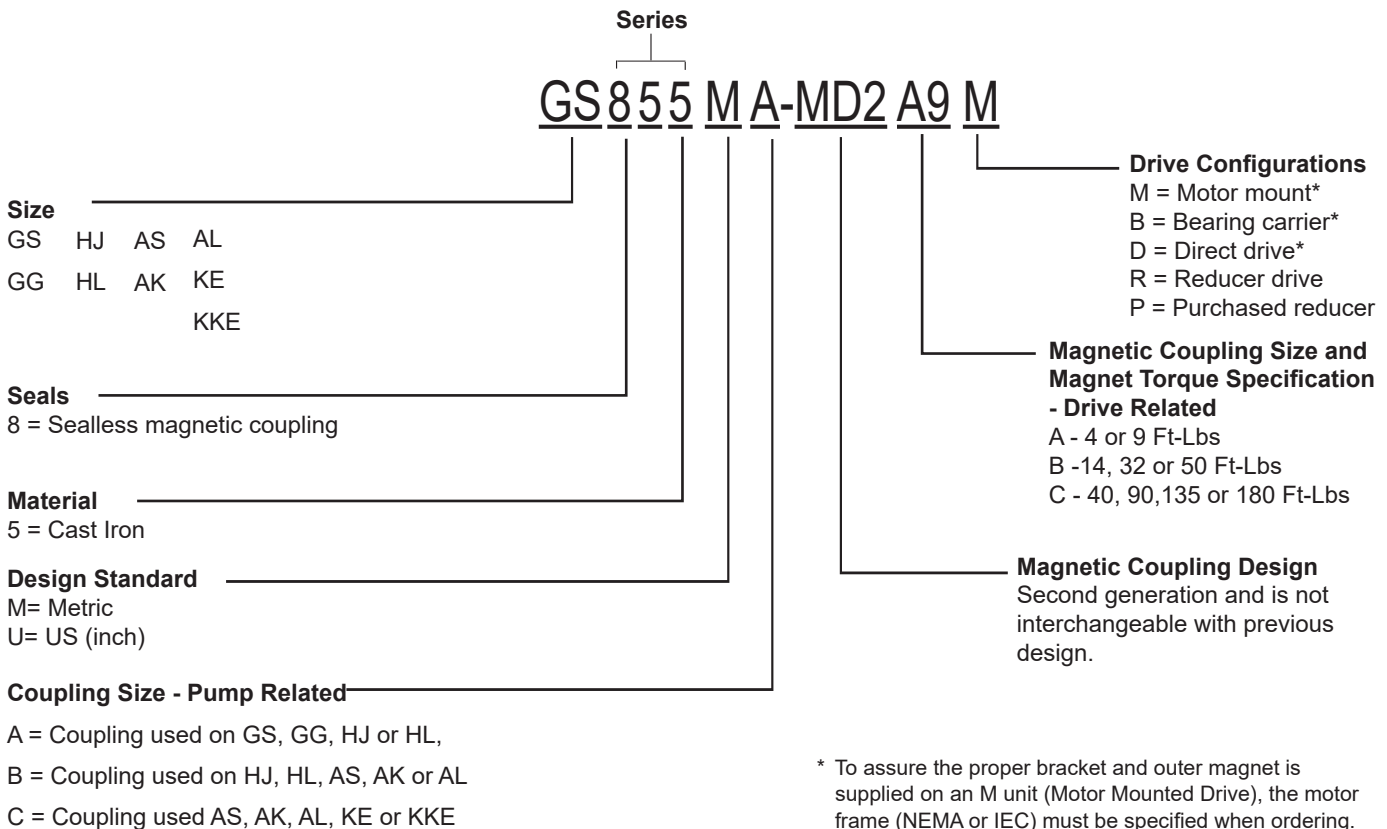 Series
GS855 M A-MD2 A9 M
Size
GS HJ AS AL
GG HL AK KE
KKE
Seals
8 = Sealless magnetic coupling
Material
5 = Cast Iron
Design Standard
M= Metric
U= US (inch)
Coupling Size - Pump Related
A = Coupling used on GS, GG, HJ or HL,
B = Coupling used on HJ, HL, AS, AK or AL
C = Coupling used AS, AK, AL, KE or KKE
Drive Configurations
M = Motor mount*
B = Bearing carrier*
D = Direct drive*
R = Reducer drive
P = Purchased reducer
Magnetic Coupling Size and
Magnet Torque Specification
- Drive Related
A - 4 or 9 Ft-Lbs
B -14, 32 or 50 Ft-Lbs
C - 40, 90,135 or 180 Ft-Lbs
Magnetic Coupling Design
Second generation and is not
interchangeable with previous
design.
* To assure the proper bracket and outer magnet is
supplied on an M unit (Motor Mounted Drive), the motor
frame (NEMA or IEC) must be specified when ordering.